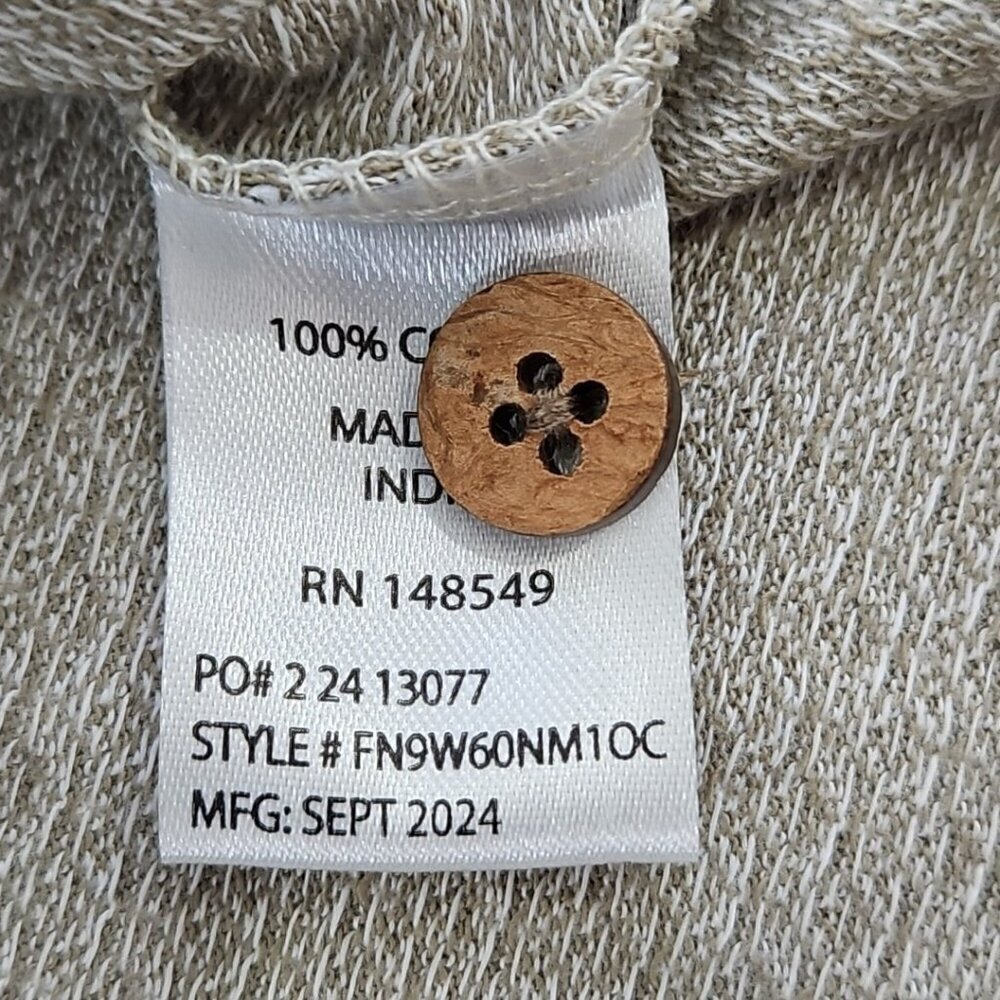 100%
RN 148549
PO# 2 24 13077
STYLE # FN9W60NM1OC
MFG: SEPT 2024